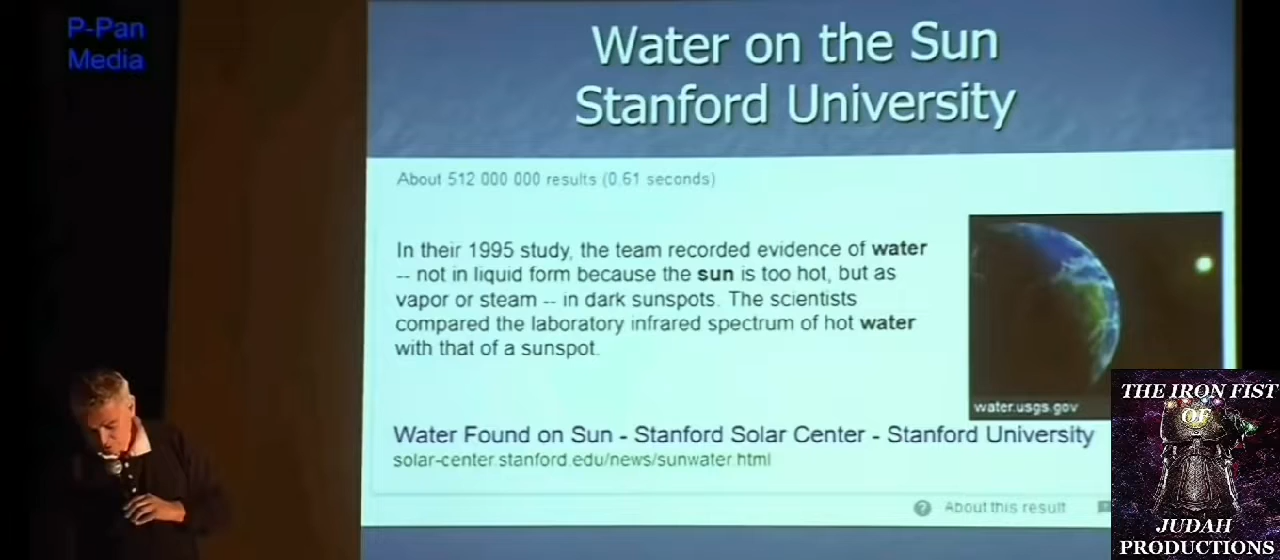 P-Pan
Media
Water on the Sun
Stanford University
About 512 000 000 results (0.61 seconds)
In their 1995 study, the team recorded evidence of water
-- not in liquid form because the sun is too hot, but as
vapor or steam -- in dark sunspots. The scientists
compared the laboratory infrared spectrum of hot water
with that of a sunspot.
water.usgs.gov
Water Found on Sun - Stanford Solar Center - Stanford University
solar-center.stanford.edu/news/sunwater.html
About this result
THE IRON FIST
OF
JUDAH
PRODUCTIONS